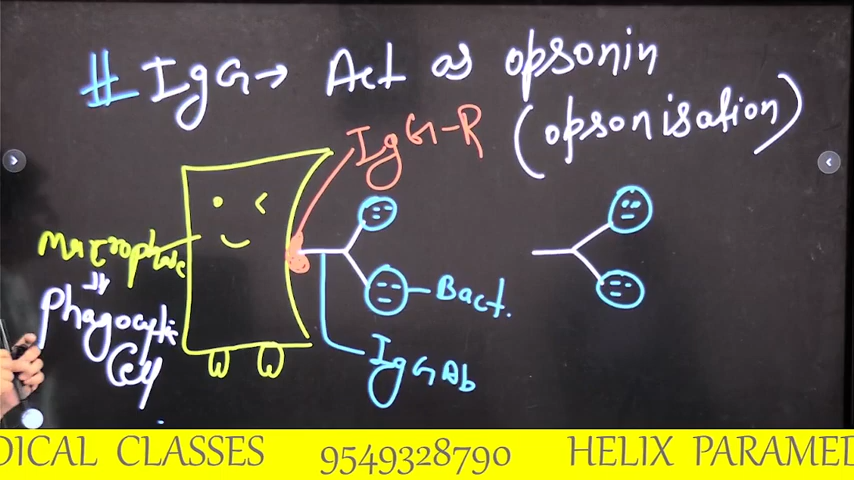 # IgG → Act as opsonin
(opsonisation)
IgG-R
Macrophage
Phagocytic
Cell
Bact.
IgG Ab
DICAL CLASSES 9549328790 HELIX PARAMED